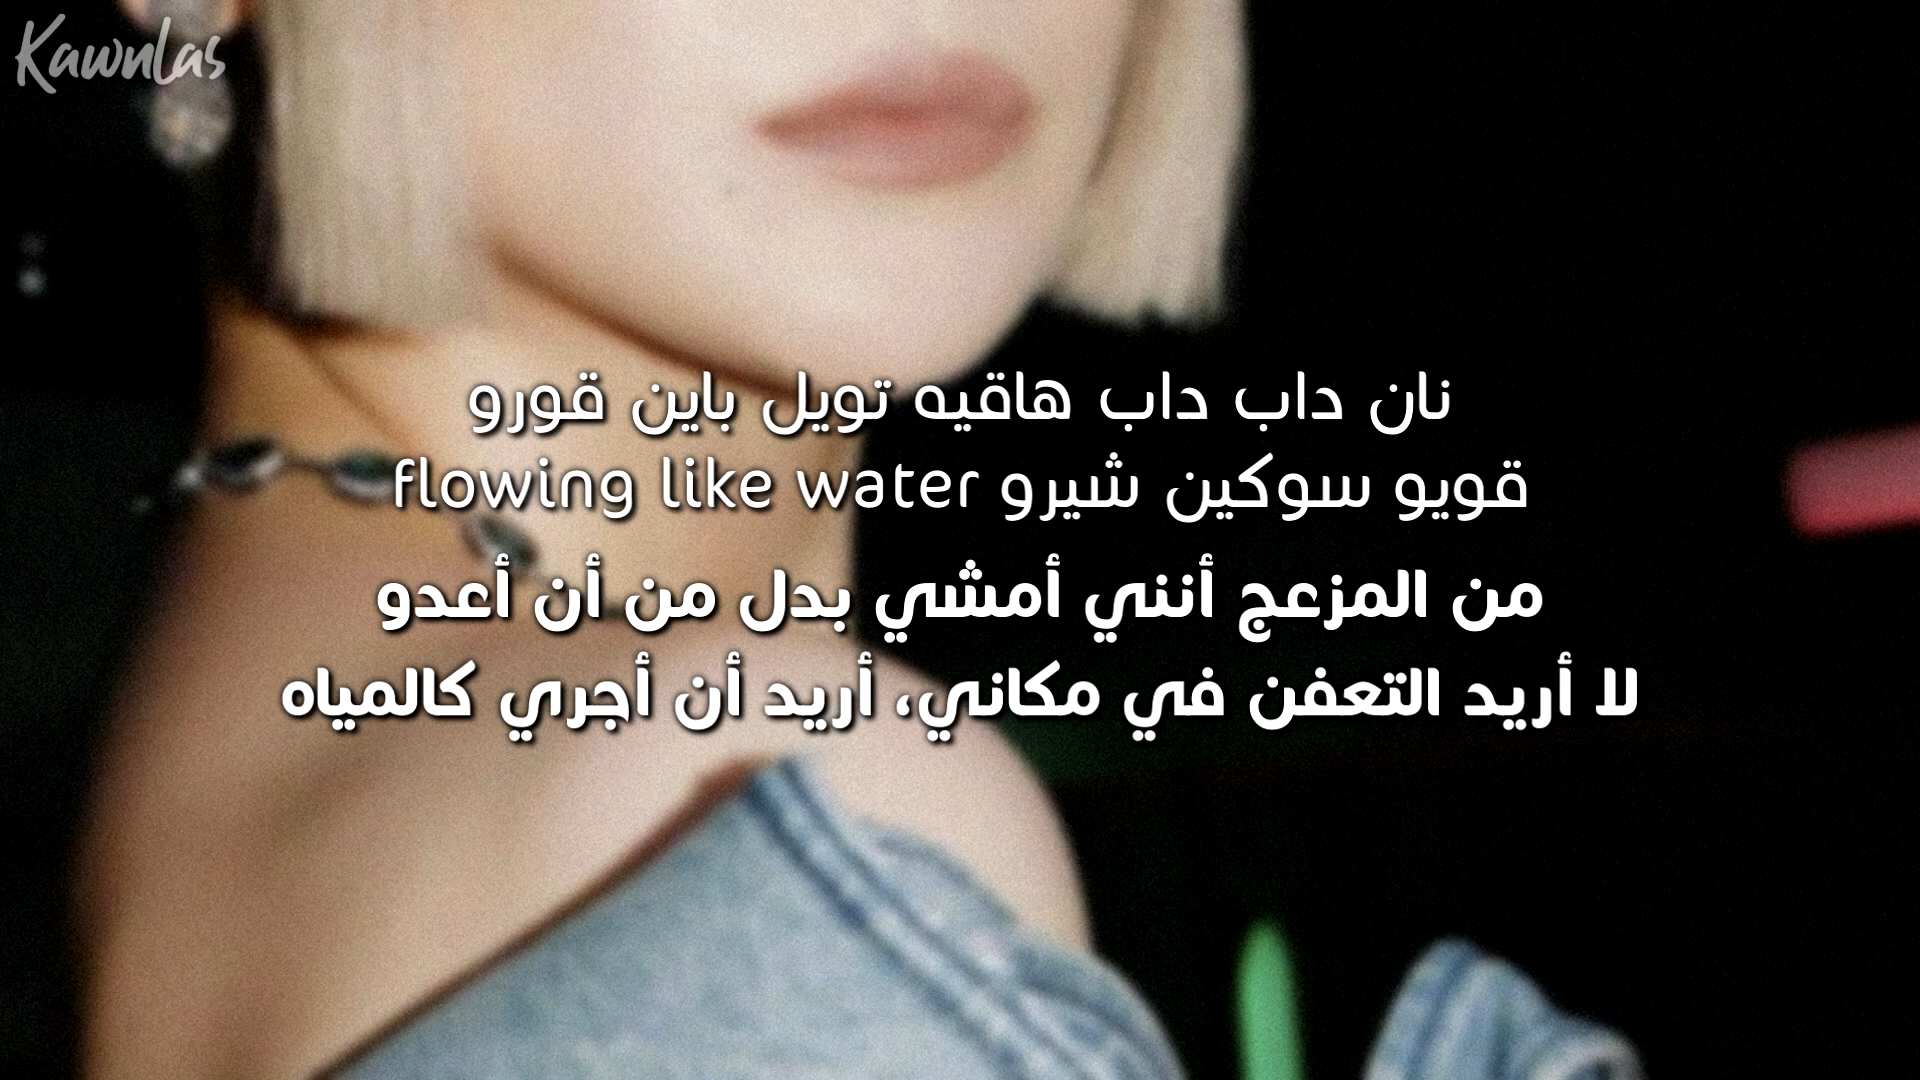 Kawnlas
نان داب داب هاقيه تويل باين قورو
قويو سوكين شيرو flowing like water
من المزعج أنني أمشي بدل من أن أعدو
لا أريد التعفن في مكاني، أريد أن أجري كالمياه